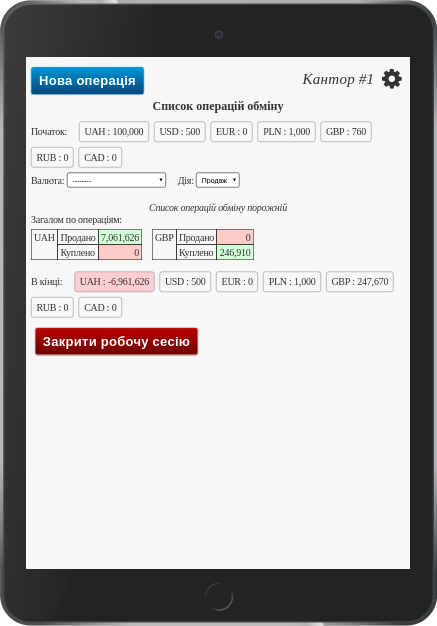 Нова операція
Кантор #1
Список операцій обміну
Початок: UAH : 100,000 USD : 500 EUR : 0 PLN : 1,000 GBP : 760
RUB : 0 CAD : 0
Валюта: -------- Дія: Продаж
Список операцій обміну порожній
Загалом по операціям:
UAH Продано 7,061,626 GBP Продано 0
Куплено 0 Куплено 246,910
В кінці: UAH : -6,961,626 USD : 500 EUR : 0 PLN : 1,000 GBP : 247,670
RUB : 0 CAD : 0
Закрити робочу сесію